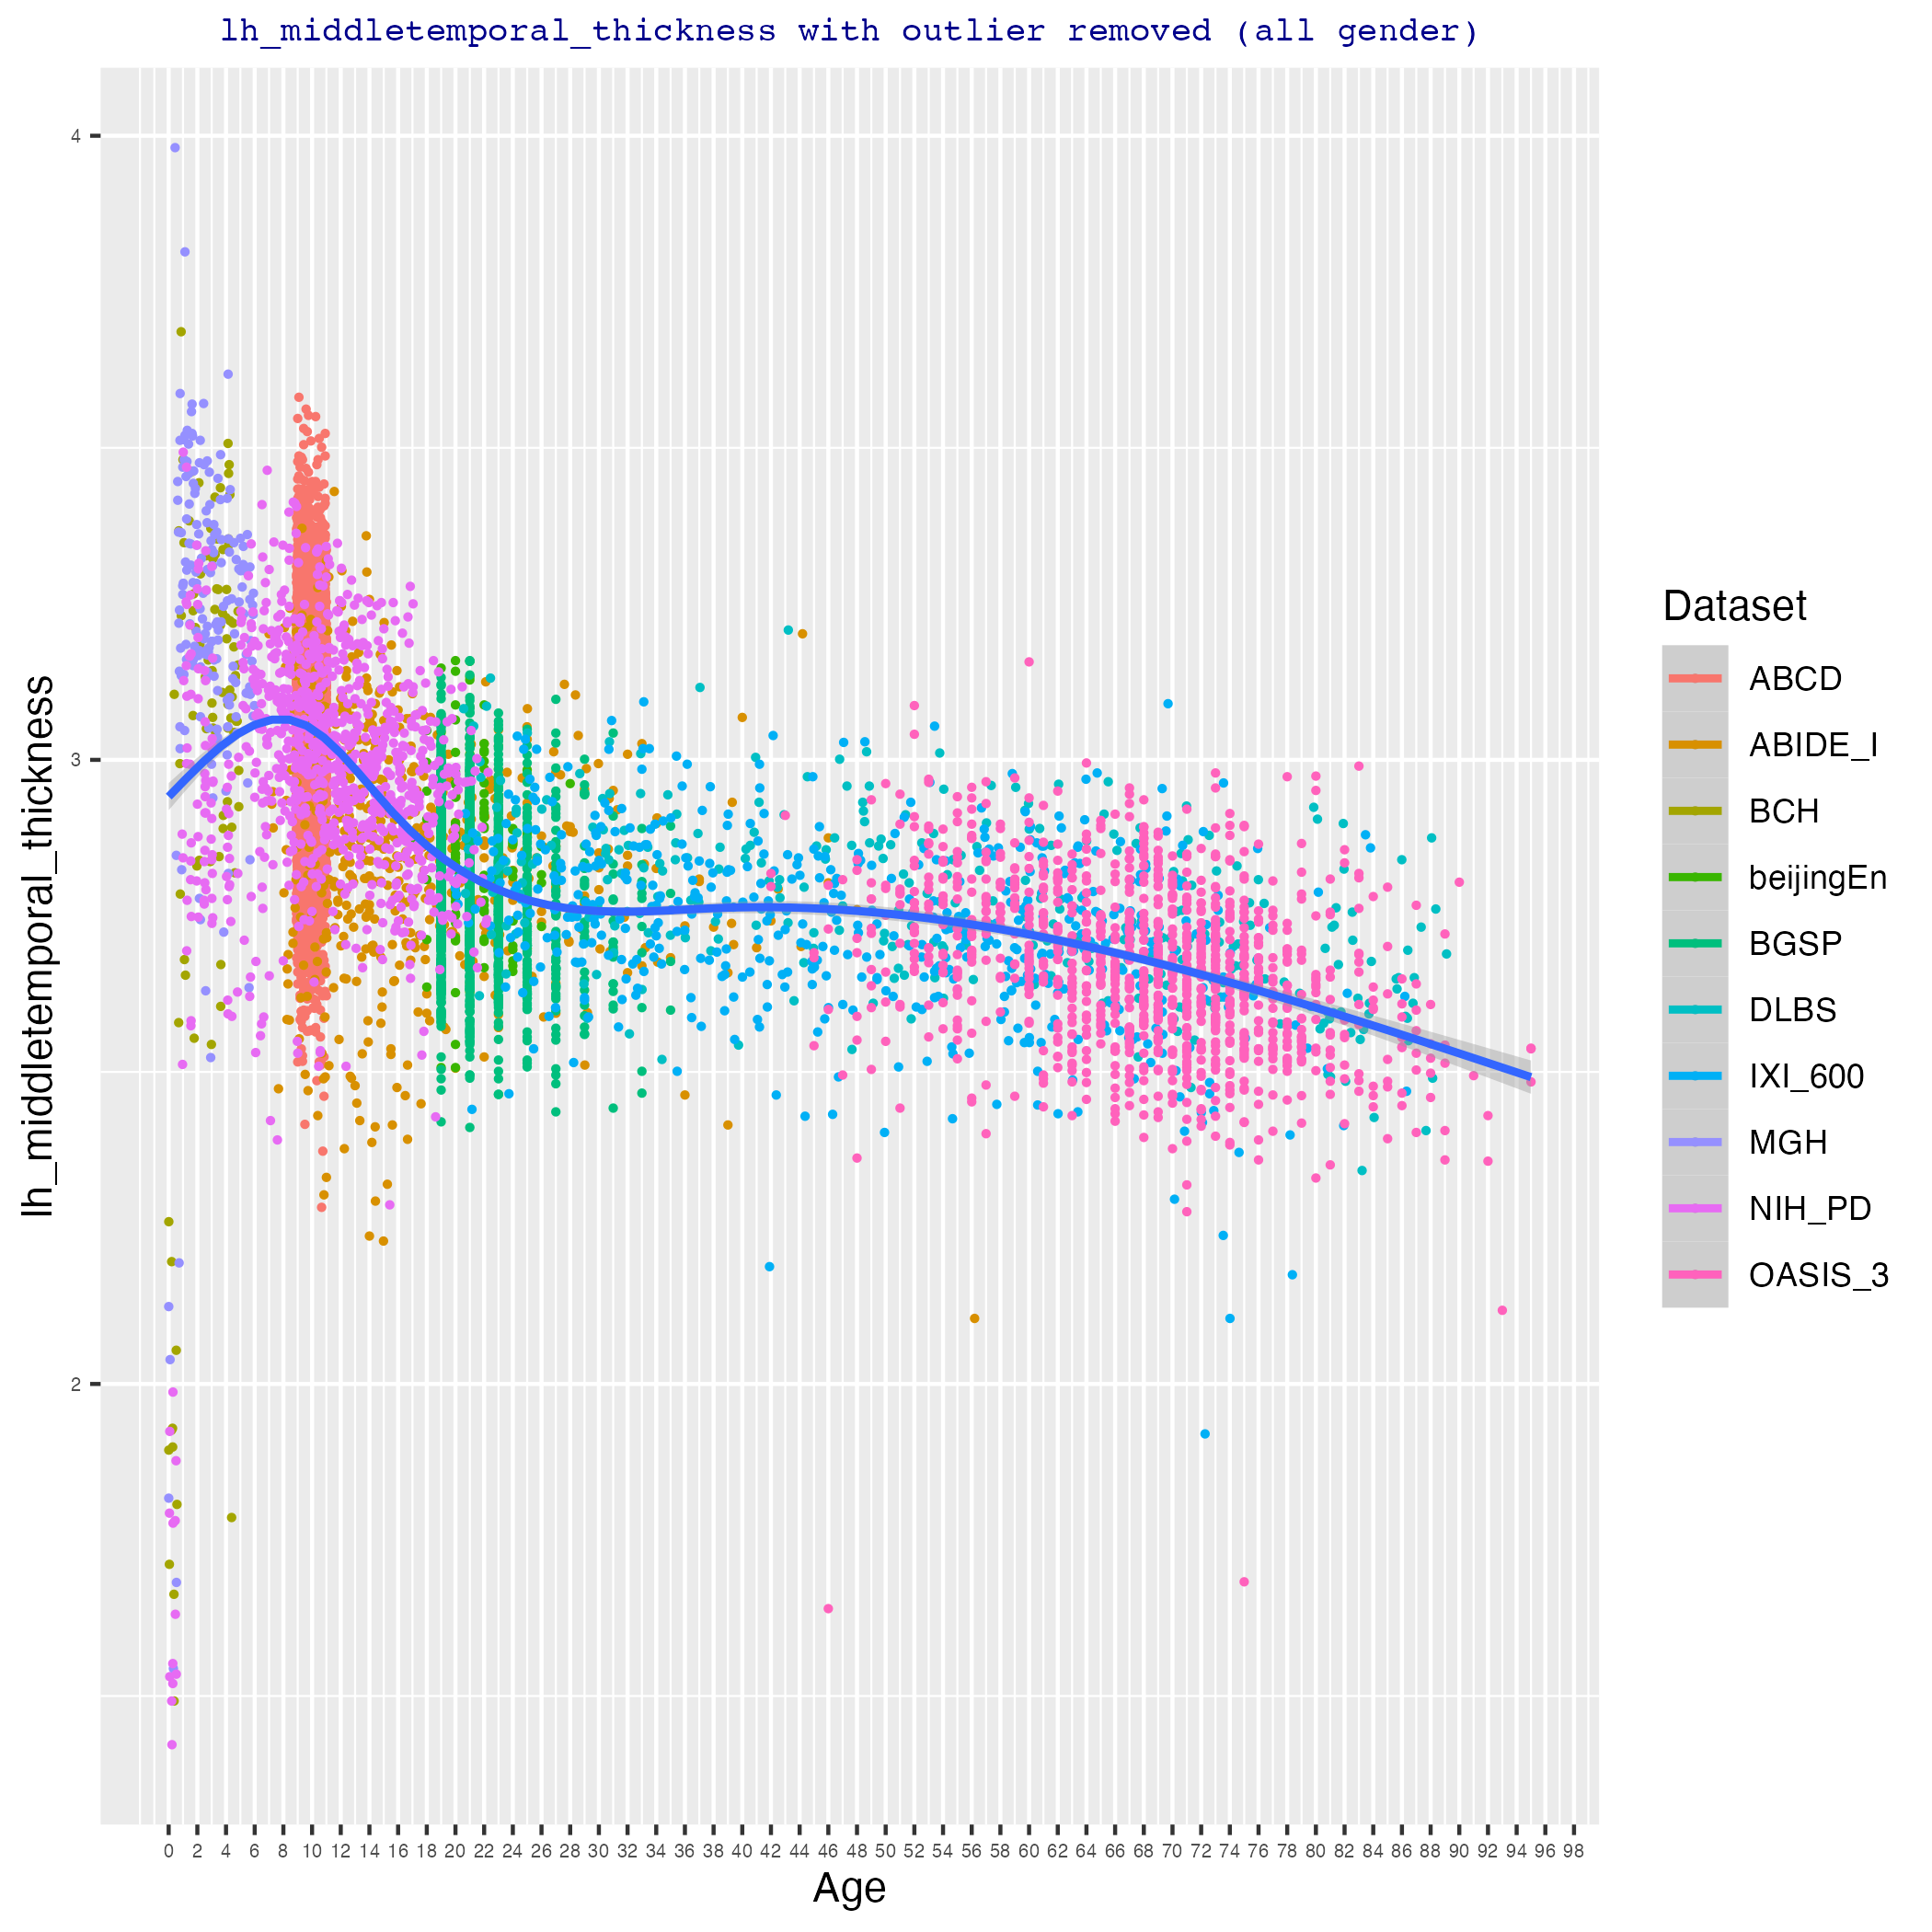 lh_middletemporal_thickness with outlier removed (all gender)
lh_middletemporal_thickness
4
3
2
0 2 4 6 8 10 12 14 16 18 20 22 24 26 28 30 32 34 36 38 40 42 44 46 48 50 52 54 56 58 60 62 64 66 68 70 72 74 76 78 80 82 84 86 88 90 92 94 96 98
Age
Dataset
ABCD
ABIDE_I
BCH
beijingEn
BGSP
DLBS
IXI_600
MGH
NIH_PD
OASIS_3